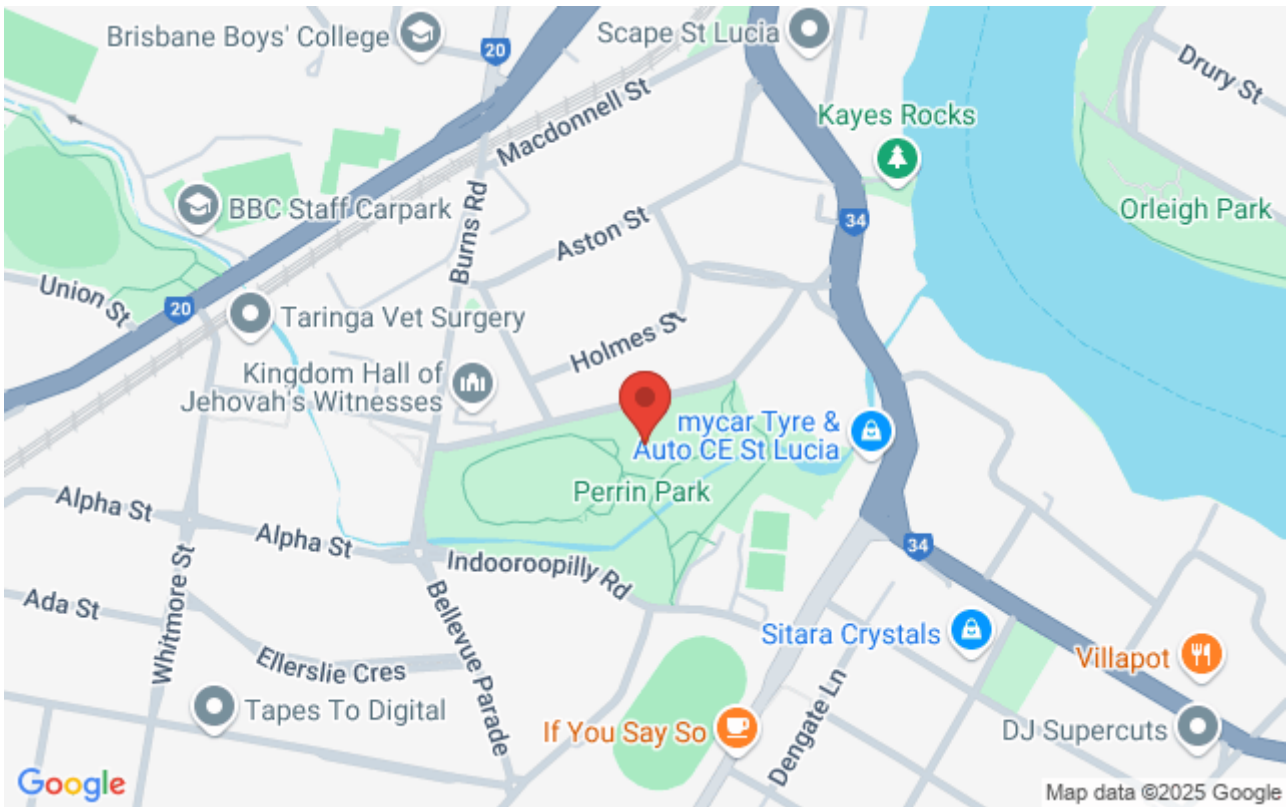 Brisbane Boys' College
20
Scape St Lucia
Drury St
Macdonnell St
Kayes Rocks
BBC Staff Carpark
Burns Rd
Aston St
34
Orleigh Park
Union St
20
Taringa Vet Surgery
Holmes St
Kingdom Hall of
Jehovah's Witnesses
mycar Tyre &
Auto CE St Lucia
Perrin Park
Alpha St
Alpha St
Indooroopilly Rd
34
Whitmore St
Ada St
Bellevue Parade
Sitara Crystals
Villapot
Ellerslie Cres
Tapes To Digital
If You Say So
Dengate Ln
DJ Supercuts
Google
Map data ©2025 Google